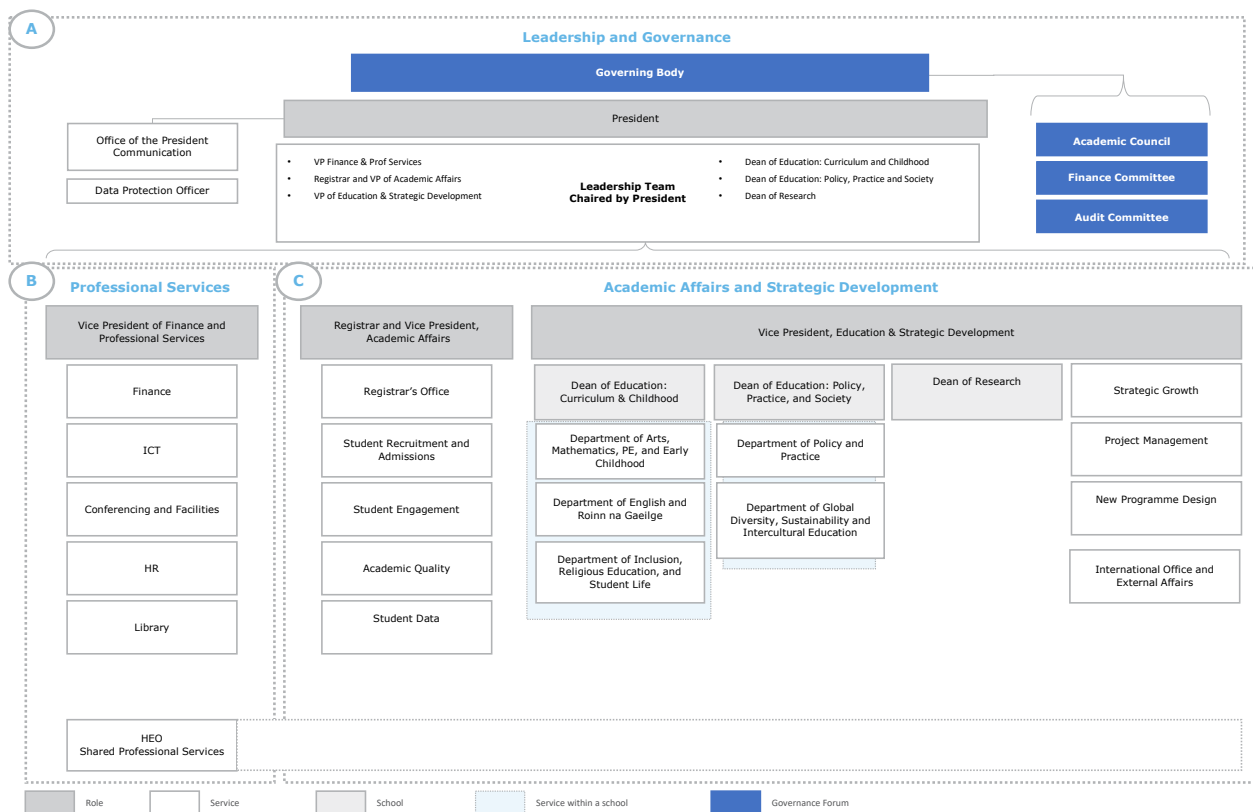 A
Leadership and Governance
Governing Body
President
Office of the President
Communication
Data Protection Officer
• VP Finance & Prof Services
• Registrar and VP of Academic Affairs
• VP of Education & Strategic Development
Leadership Team
Chaired by President
• Dean of Education: Curriculum and Childhood
• Dean of Education: Policy, Practice and Society
• Dean of Research
Academic Council
Finance Committee
Audit Committee
B
Professional Services
Vice President of Finance and
Professional Services
Finance
ICT
Conferencing and Facilities
HR
Library
HEO
Shared Professional Services
C
Academic Affairs and Strategic Development
Registrar and Vice President,
Academic Affairs
Registrar’s Office
Student Recruitment and
Admissions
Student Engagement
Academic Quality
Student Data
Vice President, Education & Strategic Development
Dean of Education:
Curriculum & Childhood
Department of Arts,
Mathematics, PE, and Early
Childhood
Department of English and
Roinn na Gaeilge
Department of Inclusion,
Religious Education, and
Student Life
Dean of Education: Policy,
Practice, and Society
Department of Policy and
Practice
Department of Global
Diversity, Sustainability and
Intercultural Education
Dean of Research
Strategic Growth
Project Management
New Programme Design
International Office and
External Affairs
Role
Service
School
Service within a school
Governance Forum